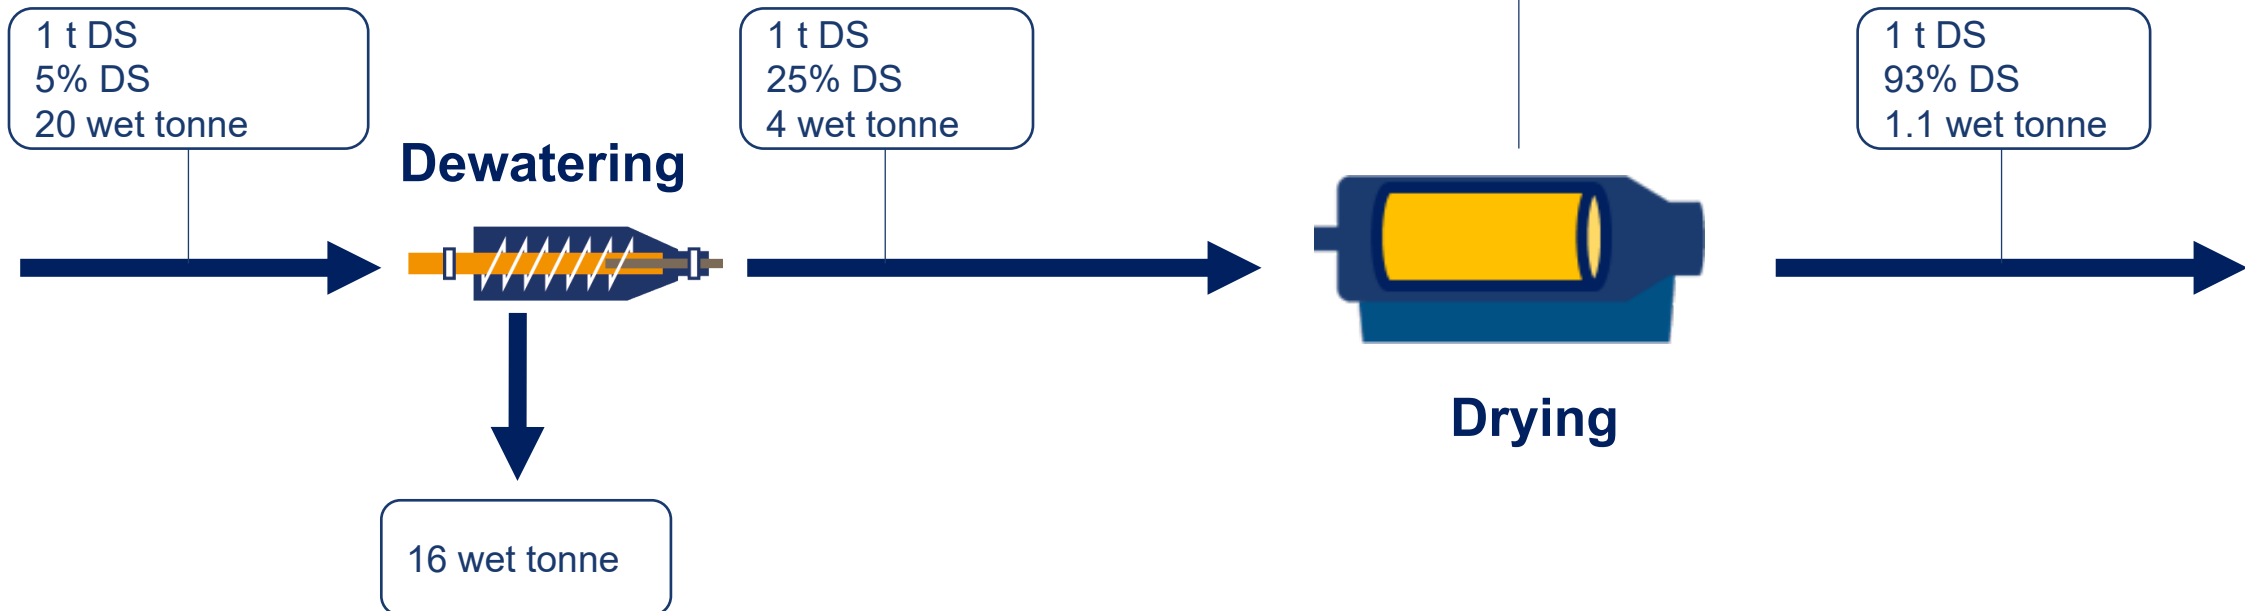 1 t DS
5% DS
20 wet tonne
Dewatering
1 t DS
25% DS
4 wet tonne
1 t DS
93% DS
1.1 wet tonne
Drying
16 wet tonne